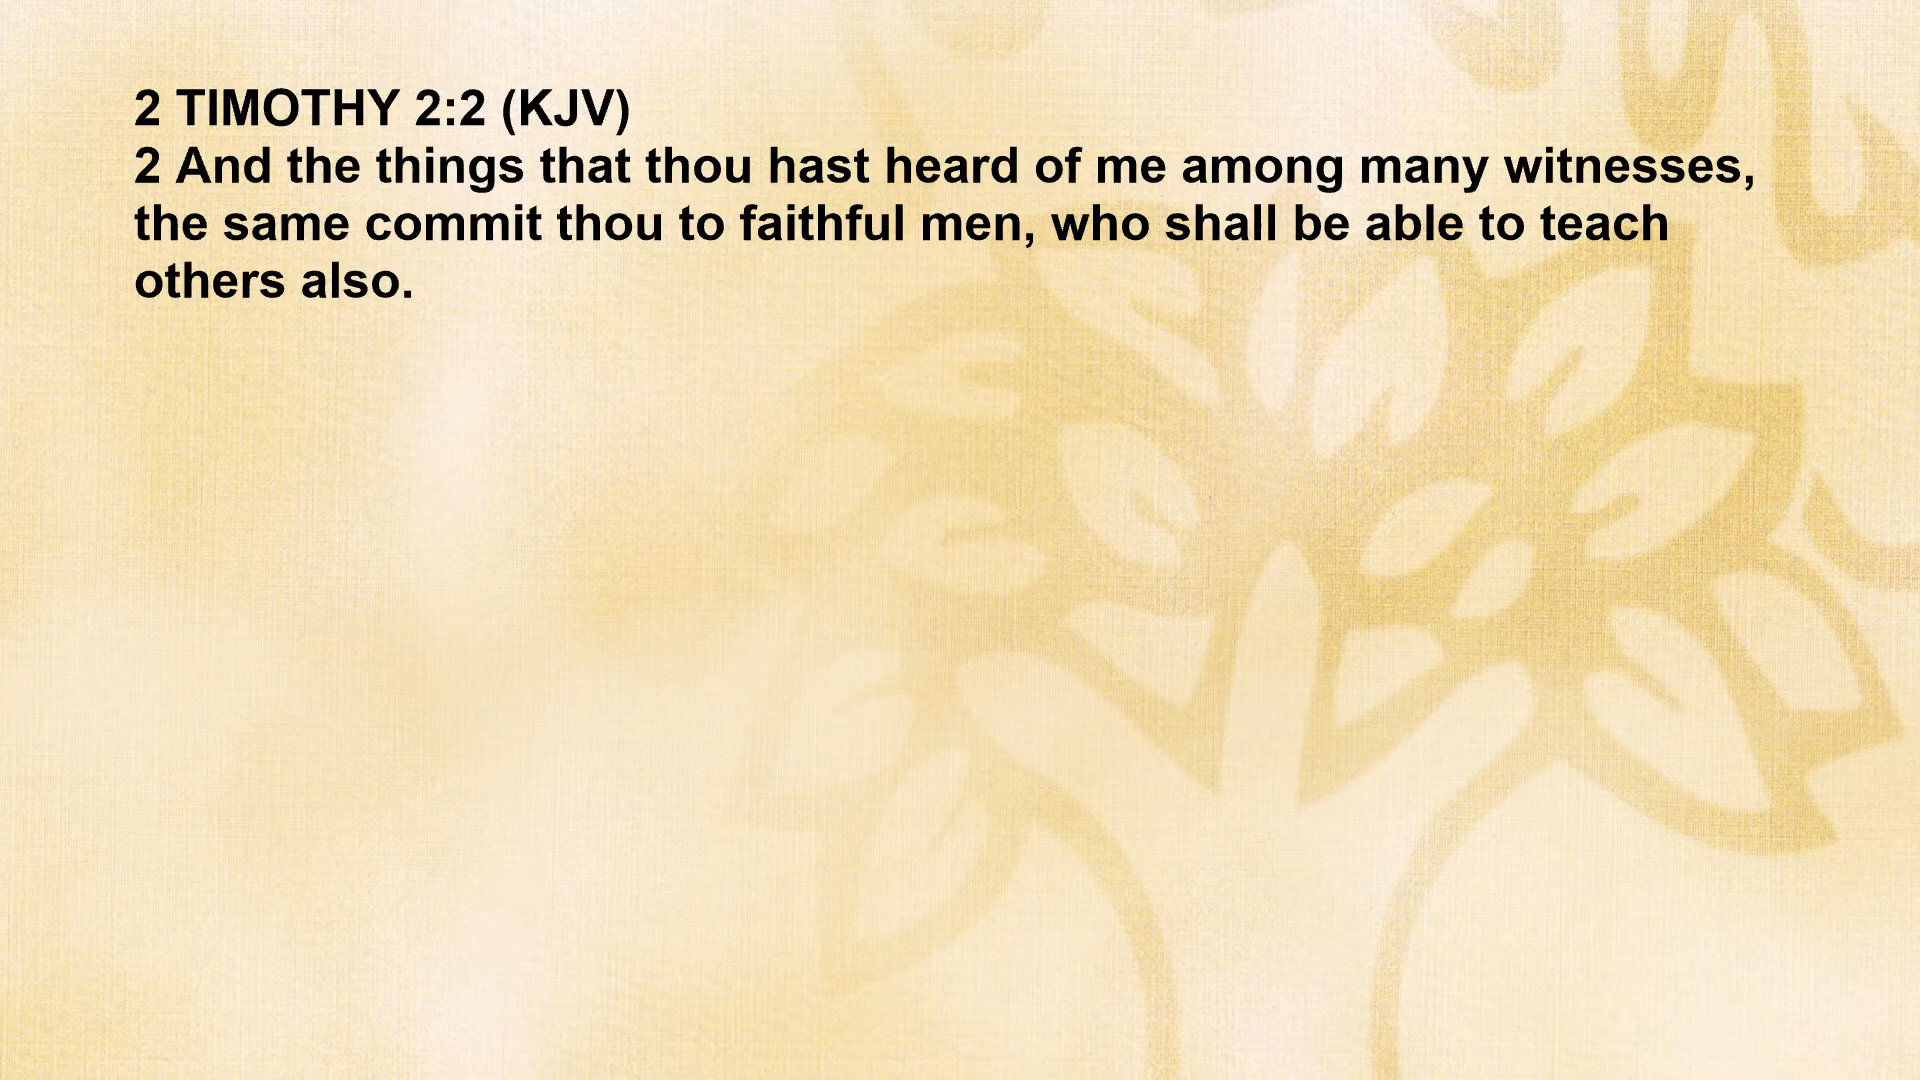 2 TIMOTHY 2:2 (KJV)
2 And the things that thou hast heard of me among many witnesses,
the same commit thou to faithful men, who shall be able to teach
others also.